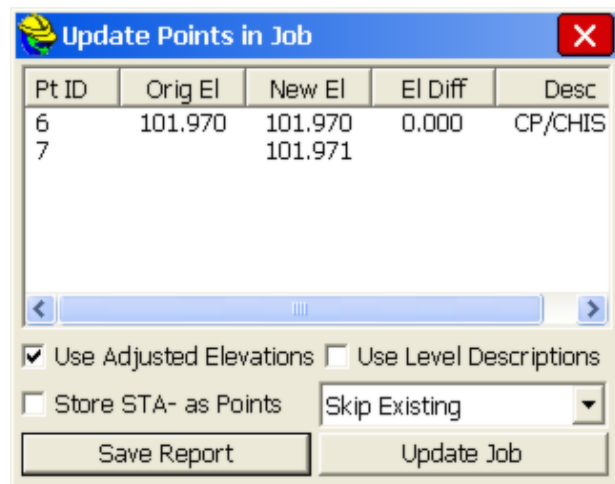 Update Points in Job
Pt ID Orig El New El El Diff Desc
6 101.970 101.970 0.000 CP/CHIS
7 101.971
Use Adjusted Elevations Use Level Descriptions
Store STA- as Points Skip Existing
Save Report Update Job